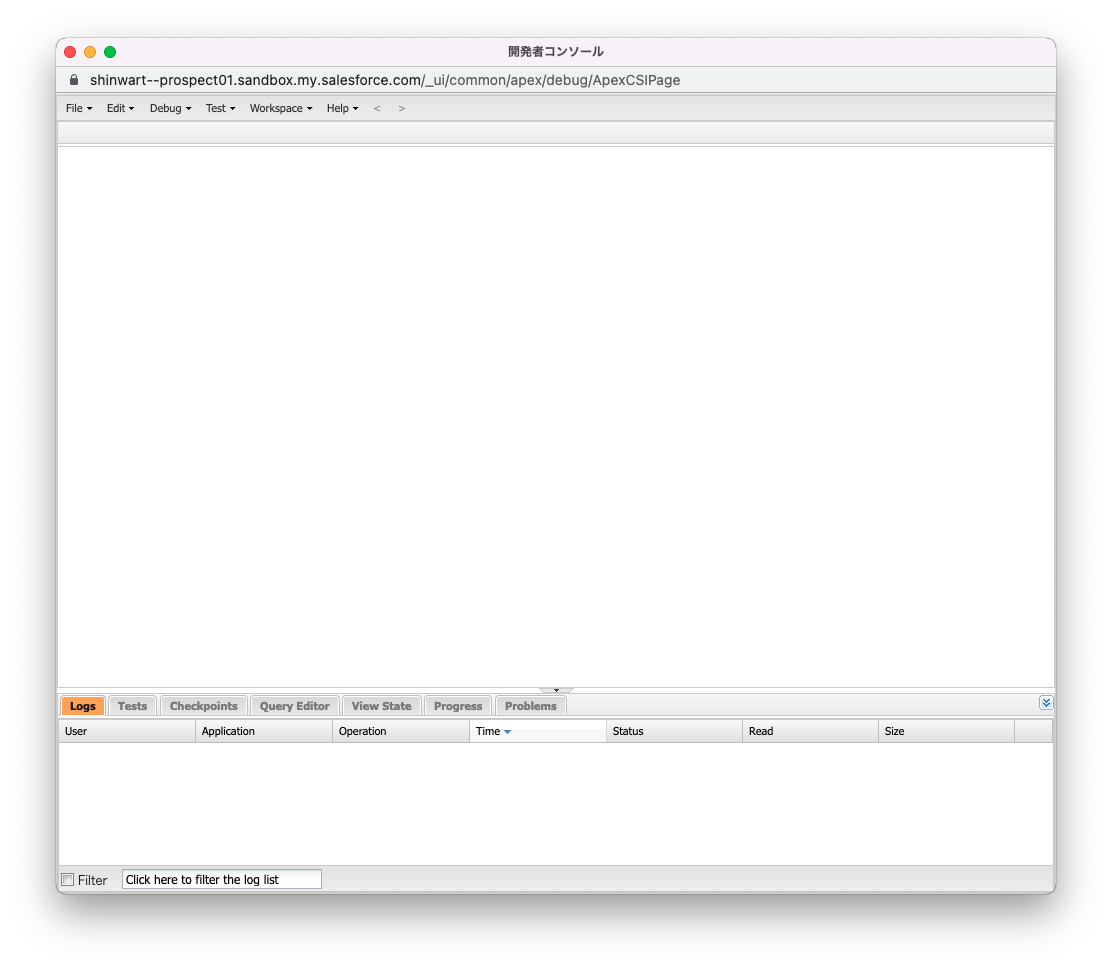 開発者コンソール
shinwart--prospect01.sandbox.my.salesforce.com/_ui/common/apex/debug/ApexCSIPage
File Edit Debug Test Workspace Help < >
Logs Tests Checkpoints Query Editor View State Progress Problems
User Application Operation Time Status Read Size
Filter Click here to filter the log list